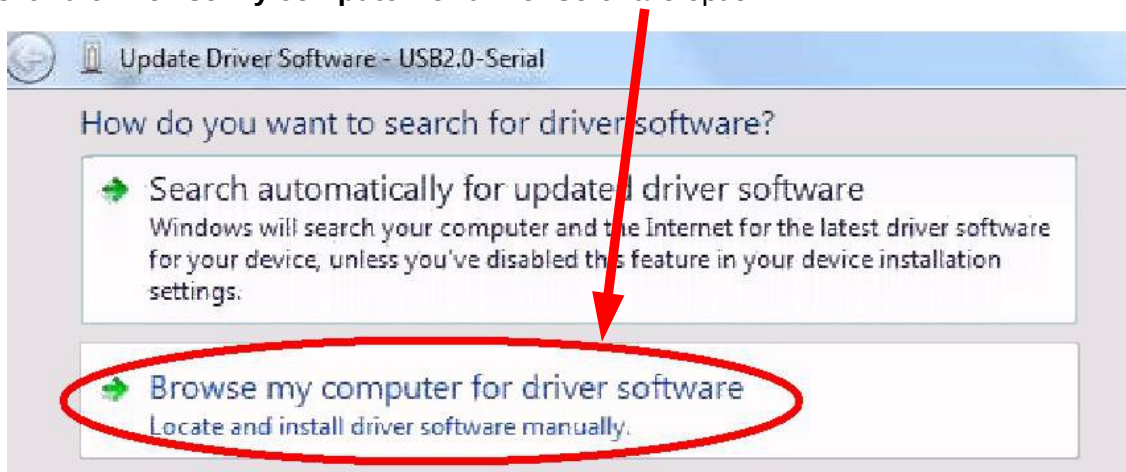 Update Driver Software - USB2.0-Serial
How do you want to search for driver software?
Search automatically for updated driver software
Windows will search your computer and the Internet for the latest driver software
for your device, unless you've disabled this feature in your device installation
settings.
Browse my computer for driver software
Locate and install driver software manually.